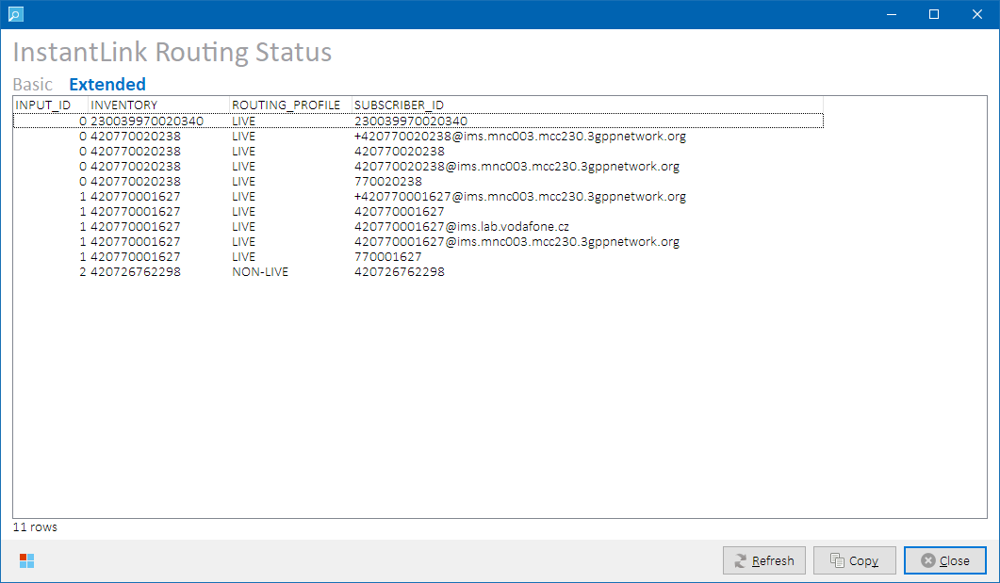 InstantLink Routing Status
Basic Extended
INPUT_ID INVENTORY ROUTING_PROFILE SUBSCRIBER_ID
0 230039970020340 LIVE 230039970020340
0 420770020238 LIVE +420770020238@ims.mnc003.mcc230.3gppnetwork.org
0 420770020238 LIVE 420770020238
0 420770020238 LIVE 420770020238@ims.mnc003.mcc230.3gppnetwork.org
0 420770020238 LIVE 770020238
1 420770001627 LIVE +420770001627@ims.mnc003.mcc230.3gppnetwork.org
1 420770001627 LIVE 420770001627
1 420770001627 LIVE 420770001627@ims.lab.vodafone.cz
1 420770001627 LIVE 420770001627@ims.mnc003.mcc230.3gppnetwork.org
1 420770001627 LIVE 770001627
2 420726762298 NON-LIVE 420726762298
11 rows
Refresh Copy Close